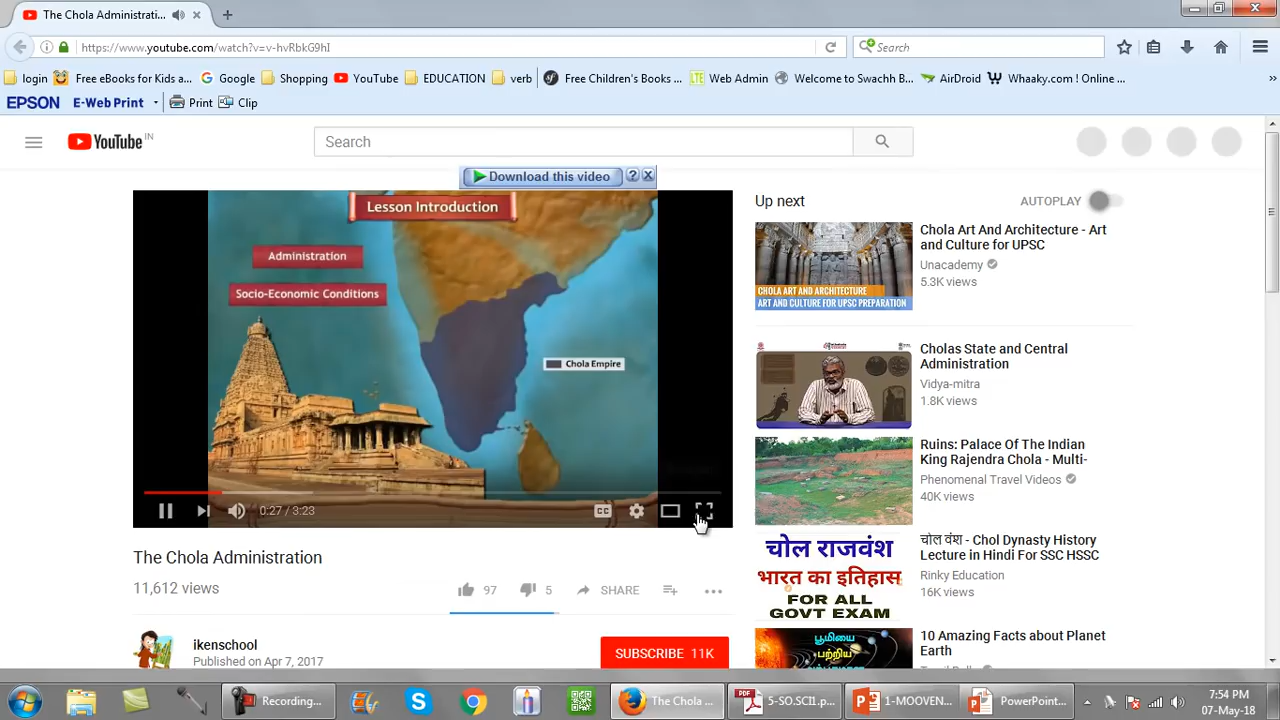 The Chola Administrati...
https://www.youtube.com/watch?v=v-hvRbkG9hI
Search
login
Free eBooks for Kids a...
Google
Shopping
YouTube
EDUCATION
verb
Free Children's Books ...
Web Admin
Welcome to Swachh B...
AirDroid
Whaaky.com ! Online ...
EPSON
E-Web Print
Print
Clip
YouTube IN
Search
Download this video
Lesson Introduction
Administration
Socio-Economic Conditions
Chola Empire
0:27 / 3:23
CC
The Chola Administration
11,612 views
97
5
SHARE
ikenschool
Published on Apr 7, 2017
SUBSCRIBE 11K
Up next
AUTOPLAY
CHOLA ART AND ARCHITECTURE
ART AND CULTURE FOR UPSC PREPARATION
Chola Art And Architecture - Art
and Culture for UPSC
Unacademy
5.3K views
Cholas State and Central
Administration
Vidya-mitra
1.8K views
Ruins: Palace Of The Indian
King Rajendra Chola - Multi-
Phenomenal Travel Videos
40K views
चोल राजवंश
भारत का इतिहास
FOR ALL
GOVT EXAM
चोल वंश - Chol Dynasty History
Lecture in Hindi For SSC HSSC
Rinky Education
16K views
பூமியை
பற்றிய
10 Amazing Facts about Planet
Earth
Recording...
The Chola ...
5-SO.SCI1.p...
1-MOOVEN...
PowerPoint...
7:54 PM
07-May-18